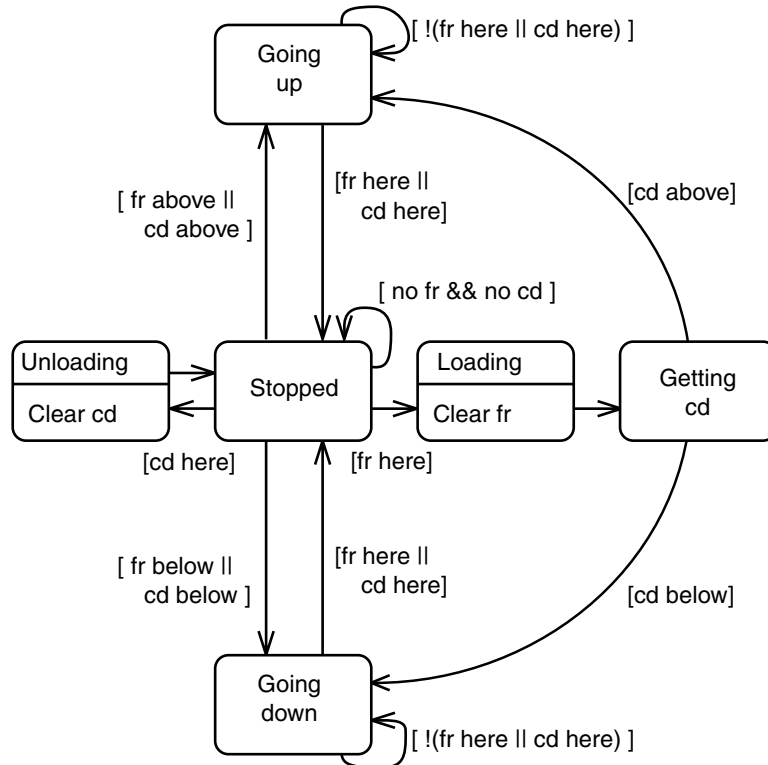 [ !(fr here || cd here) ]
Going
up
[ fr above ||
cd above ]
[fr here ||
cd here]
[cd above]
[ no fr && no cd ]
Unloading
Clear cd
Stopped
Loading
Clear fr
Getting
cd
[cd here]
[fr here]
[ fr below ||
cd below ]
[fr here ||
cd here]
[cd below]
Going
down
[ !(fr here || cd here) ]